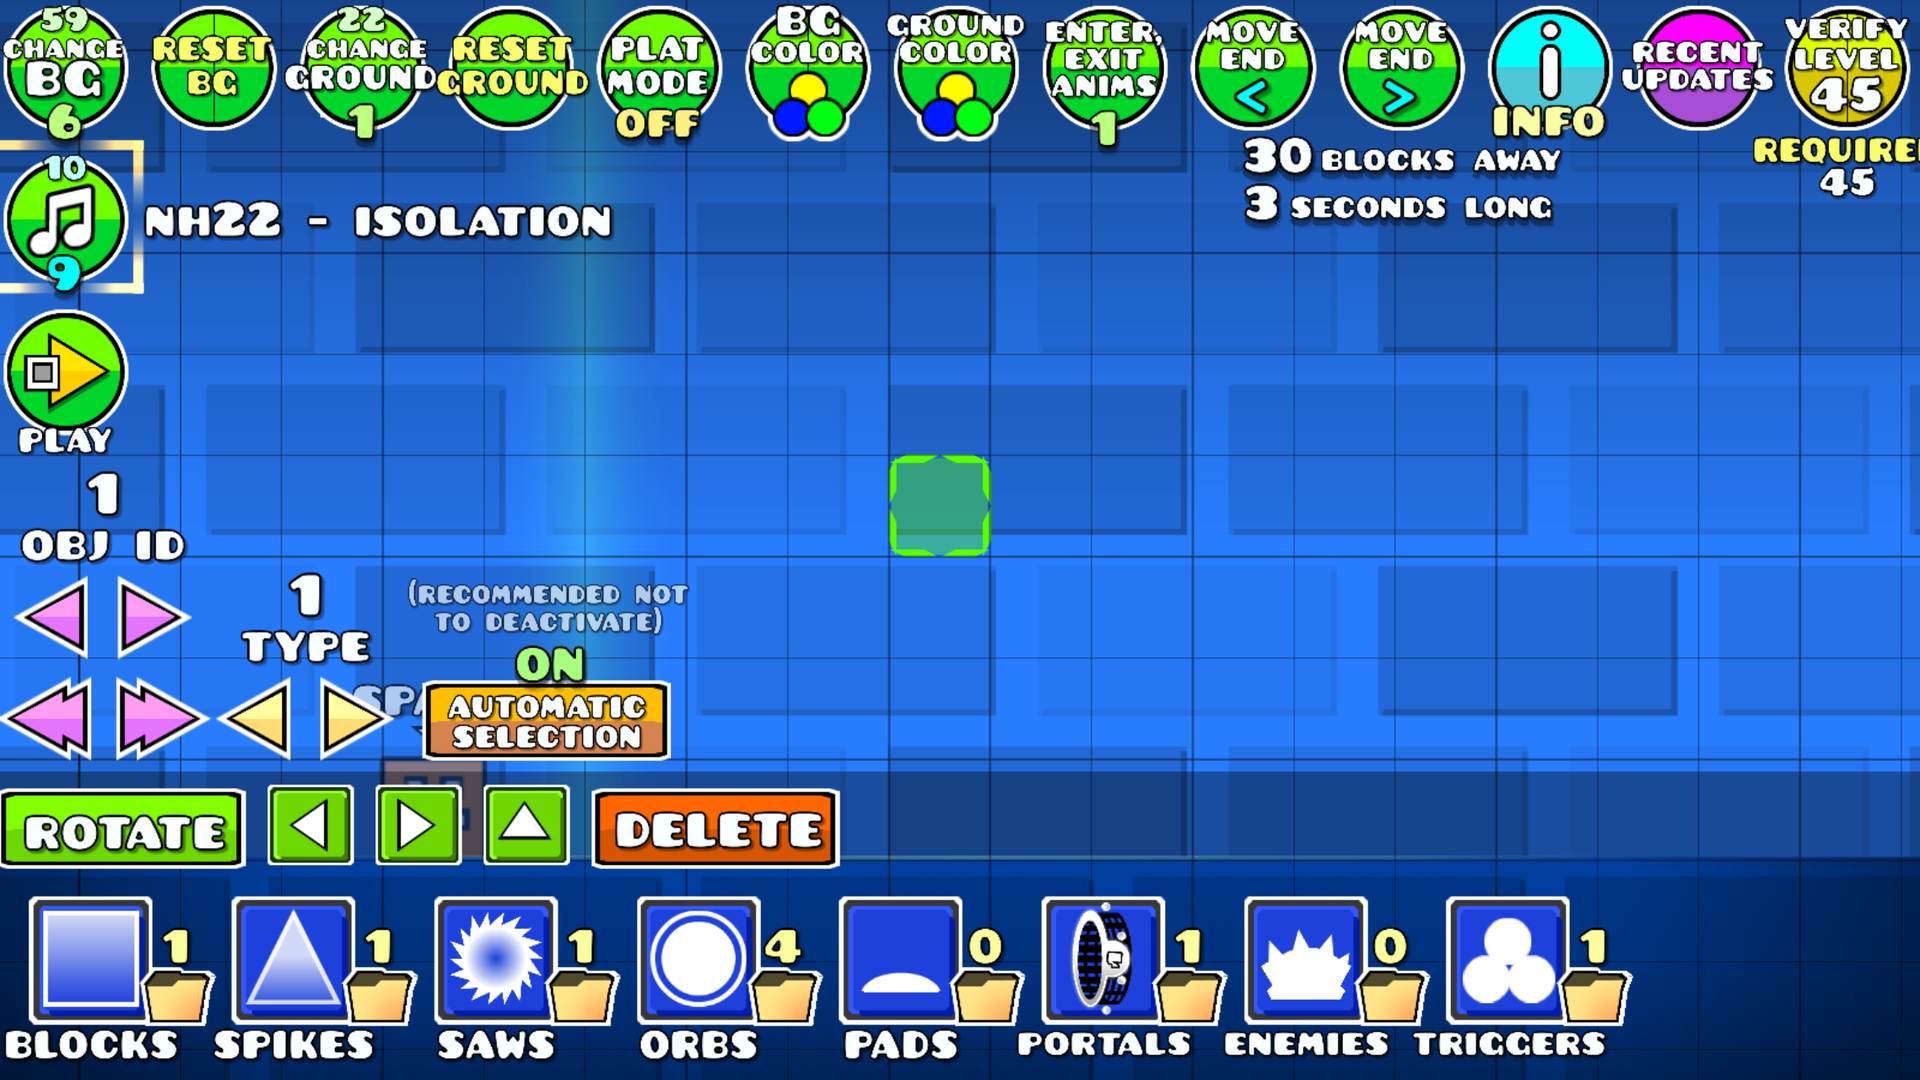 59
CHANGE
BG
6
RESET
BG
22
CHANGE
GROUND
1
RESET
GROUND
PLAT
MODE
OFF
BG
COLOR
GROUND
COLOR
ENTER,
EXIT
ANIMS
1
MOVE
END
<
MOVE
END
>
i
INFO
RECENT
UPDATES
VERIFY
LEVEL
45
REQUIRE
45
30 BLOCKS AWAY
3 SECONDS LONG
10
9
NH22 - ISOLATION
PLAY
1
OBJ ID
1
TYPE
(RECOMMENDED NOT
TO DEACTIVATE)
ON
SPA
AUTOMATIC
SELECTION
ROTATE
DELETE
1
1
1
4
0
1
0
1
BLOCKS
SPIKES
SAWS
ORBS
PADS
PORTALS
ENEMIES
TRIGGERS